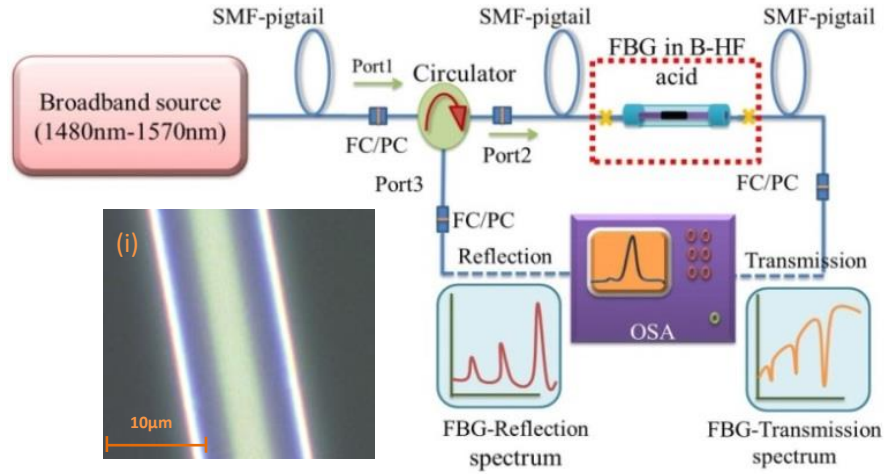 SMF-pigtail
SMF-pigtail
SMF-pigtail
Broadband source
(1480nm-1570nm)
Port1
Circulator
FBG in B-HF
acid
FC/PC
Port2
Port3
FC/PC
FC/PC
(i)
10µm
Reflection
Transmission
OSA
FBG-Reflection
spectrum
FBG-Transmission
spectrum